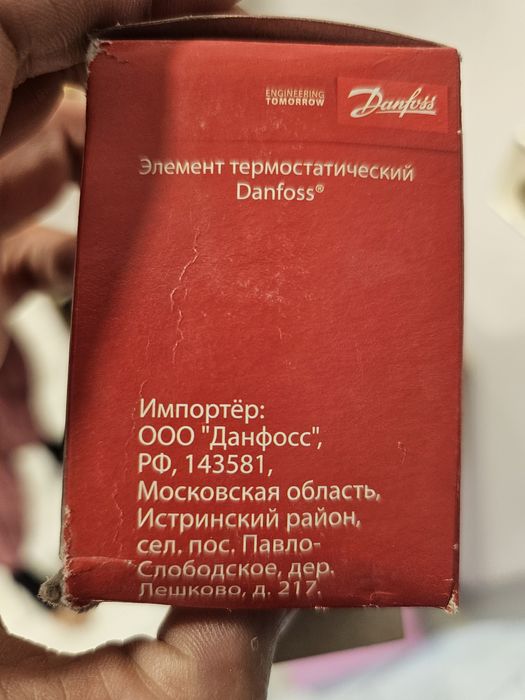 ENGINEERING
TOMORROW
Danfoss
Элемент термостатический
Danfoss®
Импортёр:
ООО "Данфосс",
РФ, 143581,
Московская область,
Истринский район,
сел. пос. Павло-
Слободское, дер.
Лешково, д. 217.